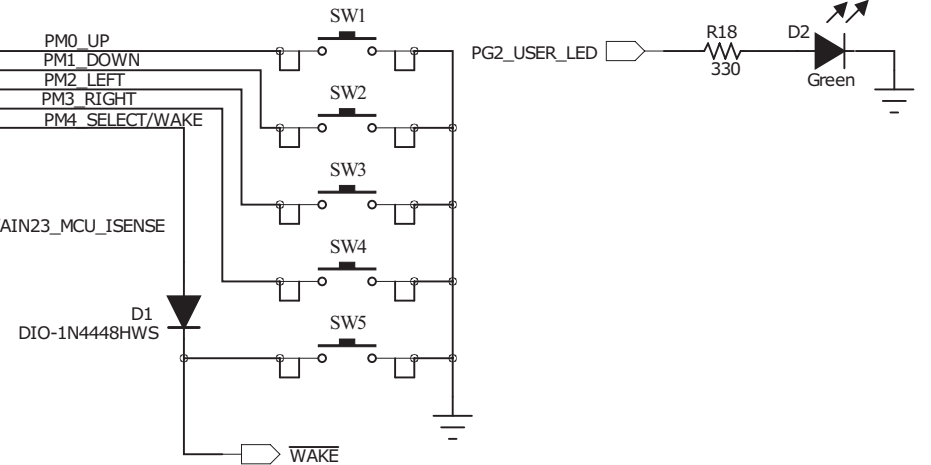 SW1
PM0_UP
PM1_DOWN
PM2_LEFT
PM3_RIGHT
PM4_SELECT/WAKE
SW2
SW3
AIN23_MCU_ISENSE
SW4
D1
DIO-1N4448HWS
SW5
WAKE
PG2_USER_LED
R18
330
D2
Green